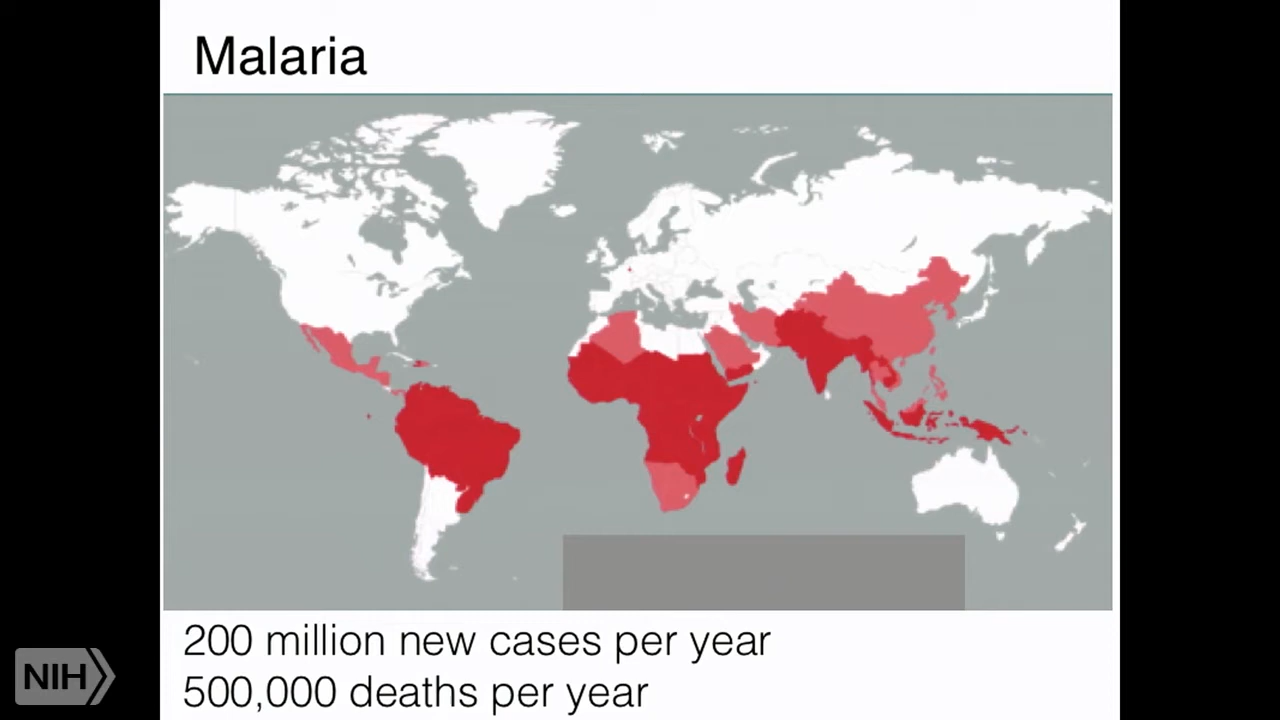 Malaria
200 million new cases per year
500,000 deaths per year
NIH